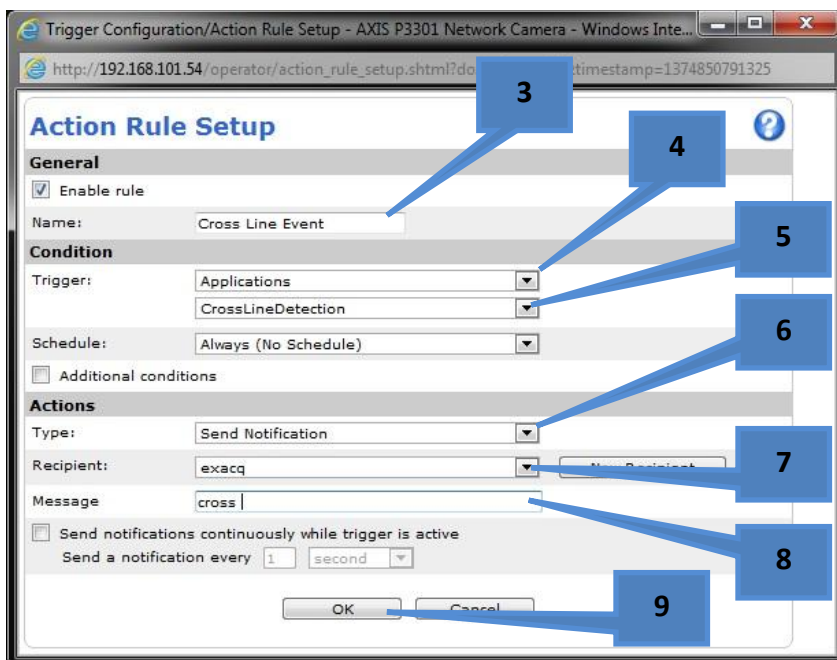 Trigger Configuration/Action Rule Setup - AXIS P3301 Network Camera - Windows Inte...
http://192.168.101.54/operator/action_rule_setup.shtml?do timestamp=1374850791325
3
Action Rule Setup
4
General
Enable rule
Name: Cross Line Event
5
Condition
Trigger: Applications
CrossLineDetection
6
Schedule: Always (No Schedule)
Additional conditions
Actions
Type: Send Notification
7
Recipient: exacq New Recipient
Message cross
Send notifications continuously while trigger is active
8
Send a notification every 1 second
9
OK Cancel